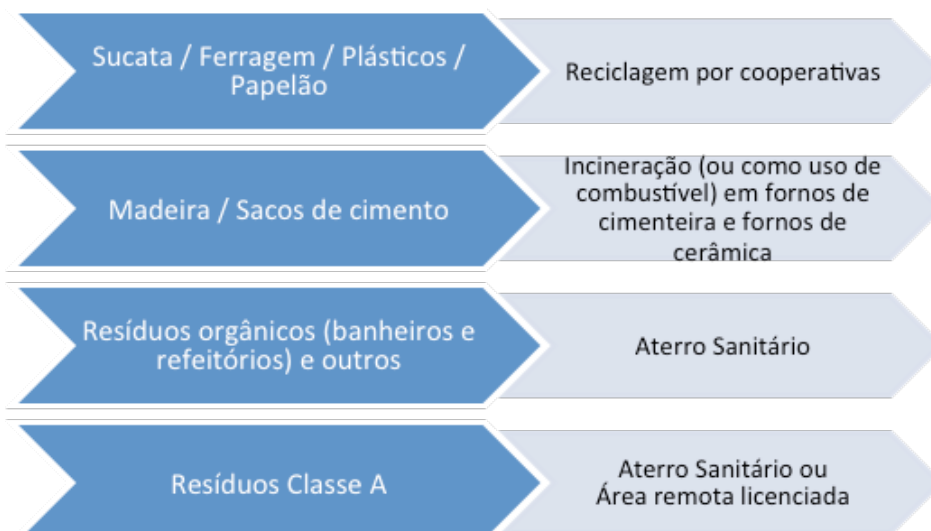 Sucata / Ferragem / Plásticos /
Papelão
Reciclagem por cooperativas
Madeira / Sacos de cimento
Incineração (ou como uso de
combustível) em fornos de
cimenteira e fornos de
cerâmica
Resíduos orgânicos (banheiros e
refeitórios) e outros
Aterro Sanitário
Resíduos Classe A
Aterro Sanitário ou
Área remota licenciada